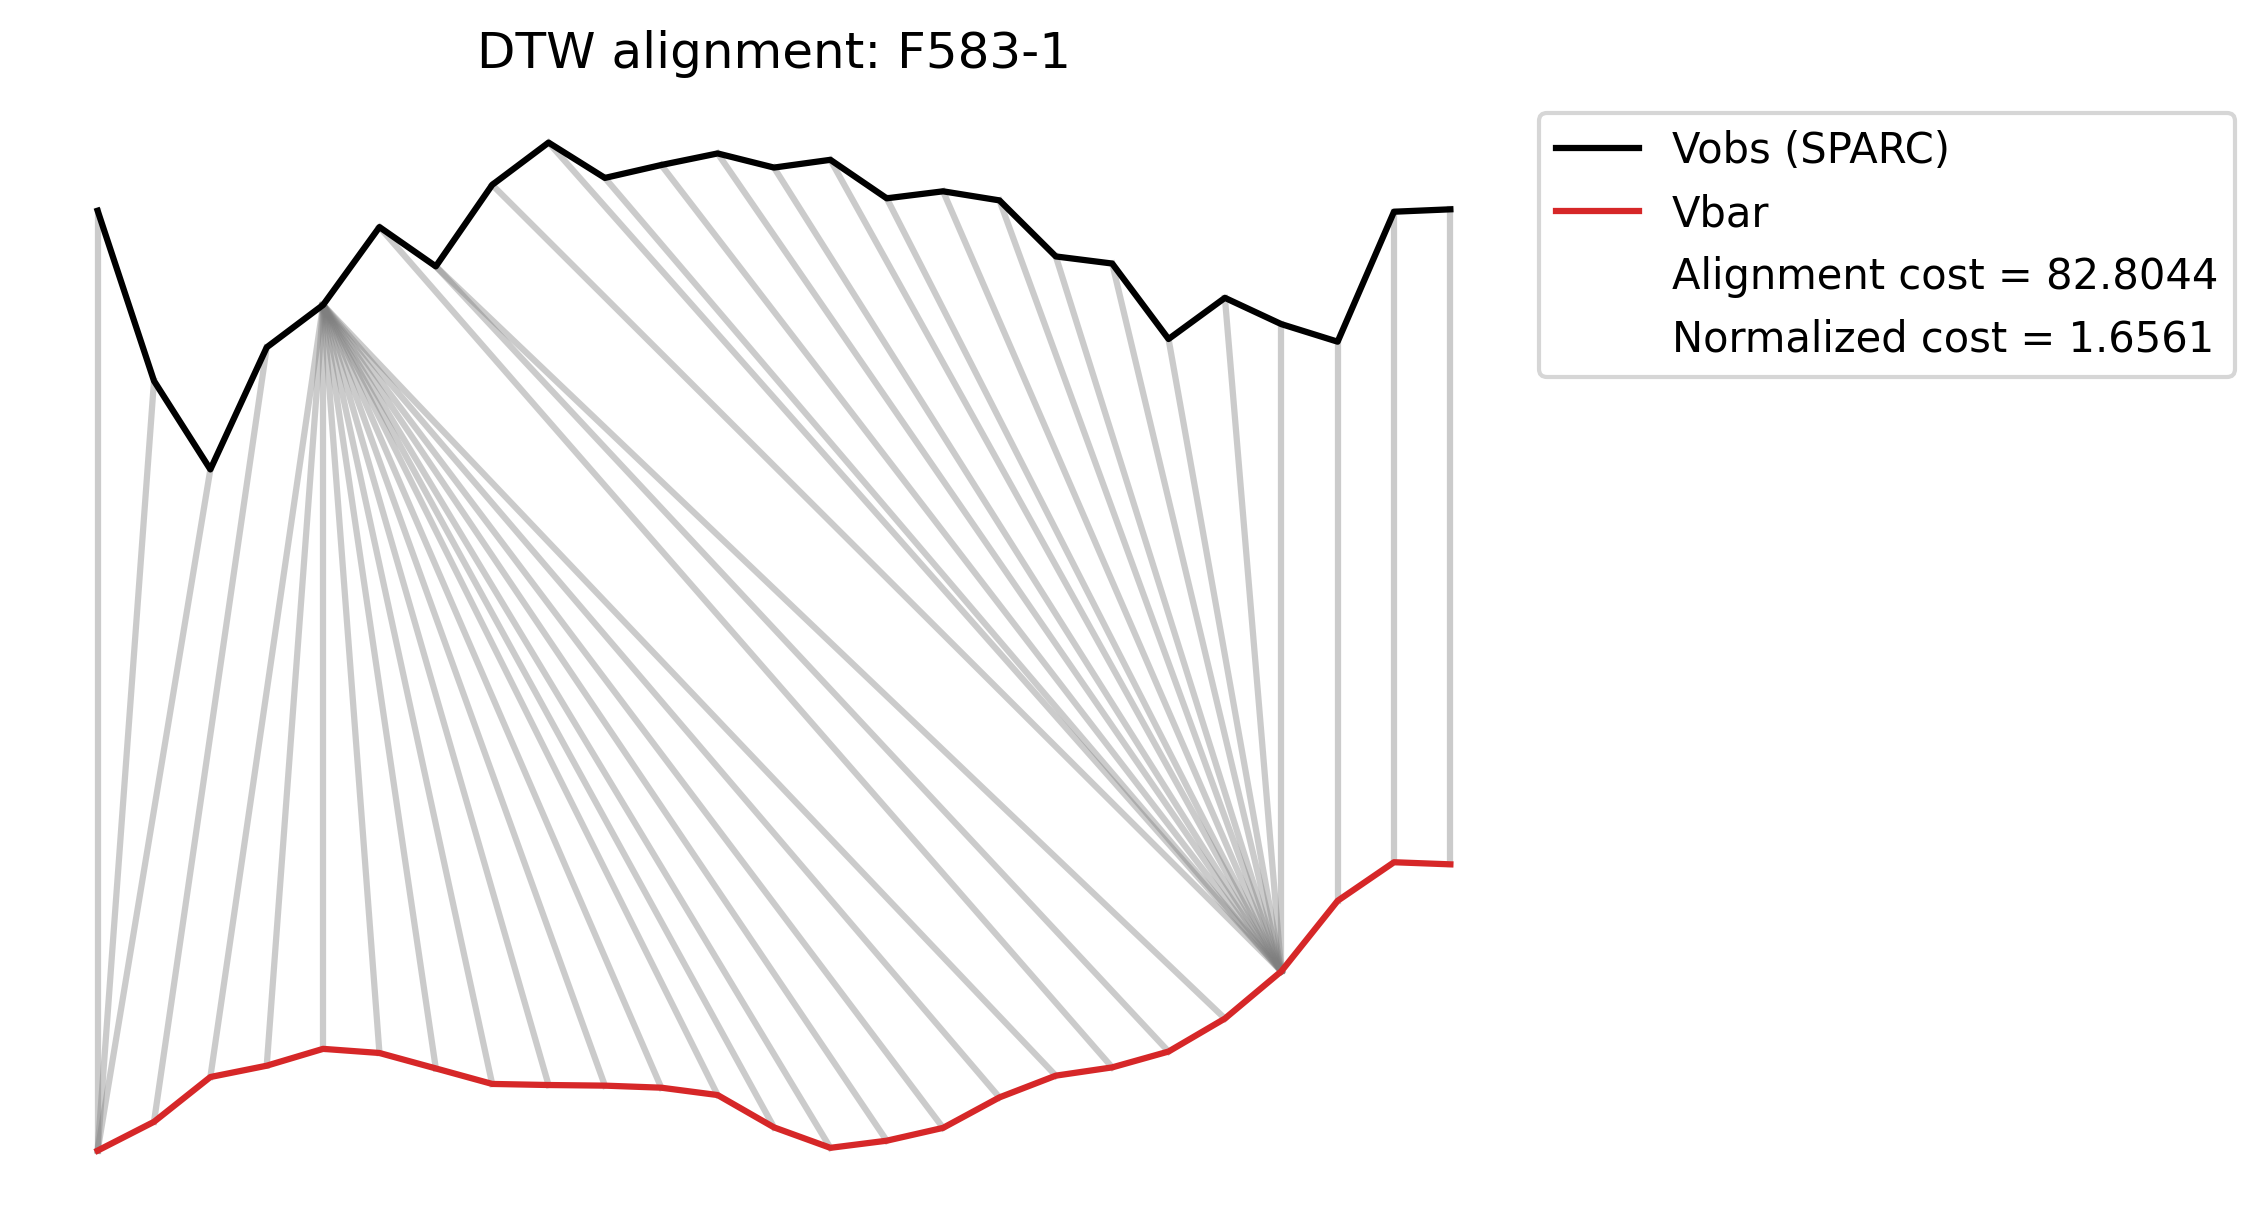 DTW alignment: F583-1
Vobs (SPARC)
Vbar
Alignment cost = 82.8044
Normalized cost = 1.6561